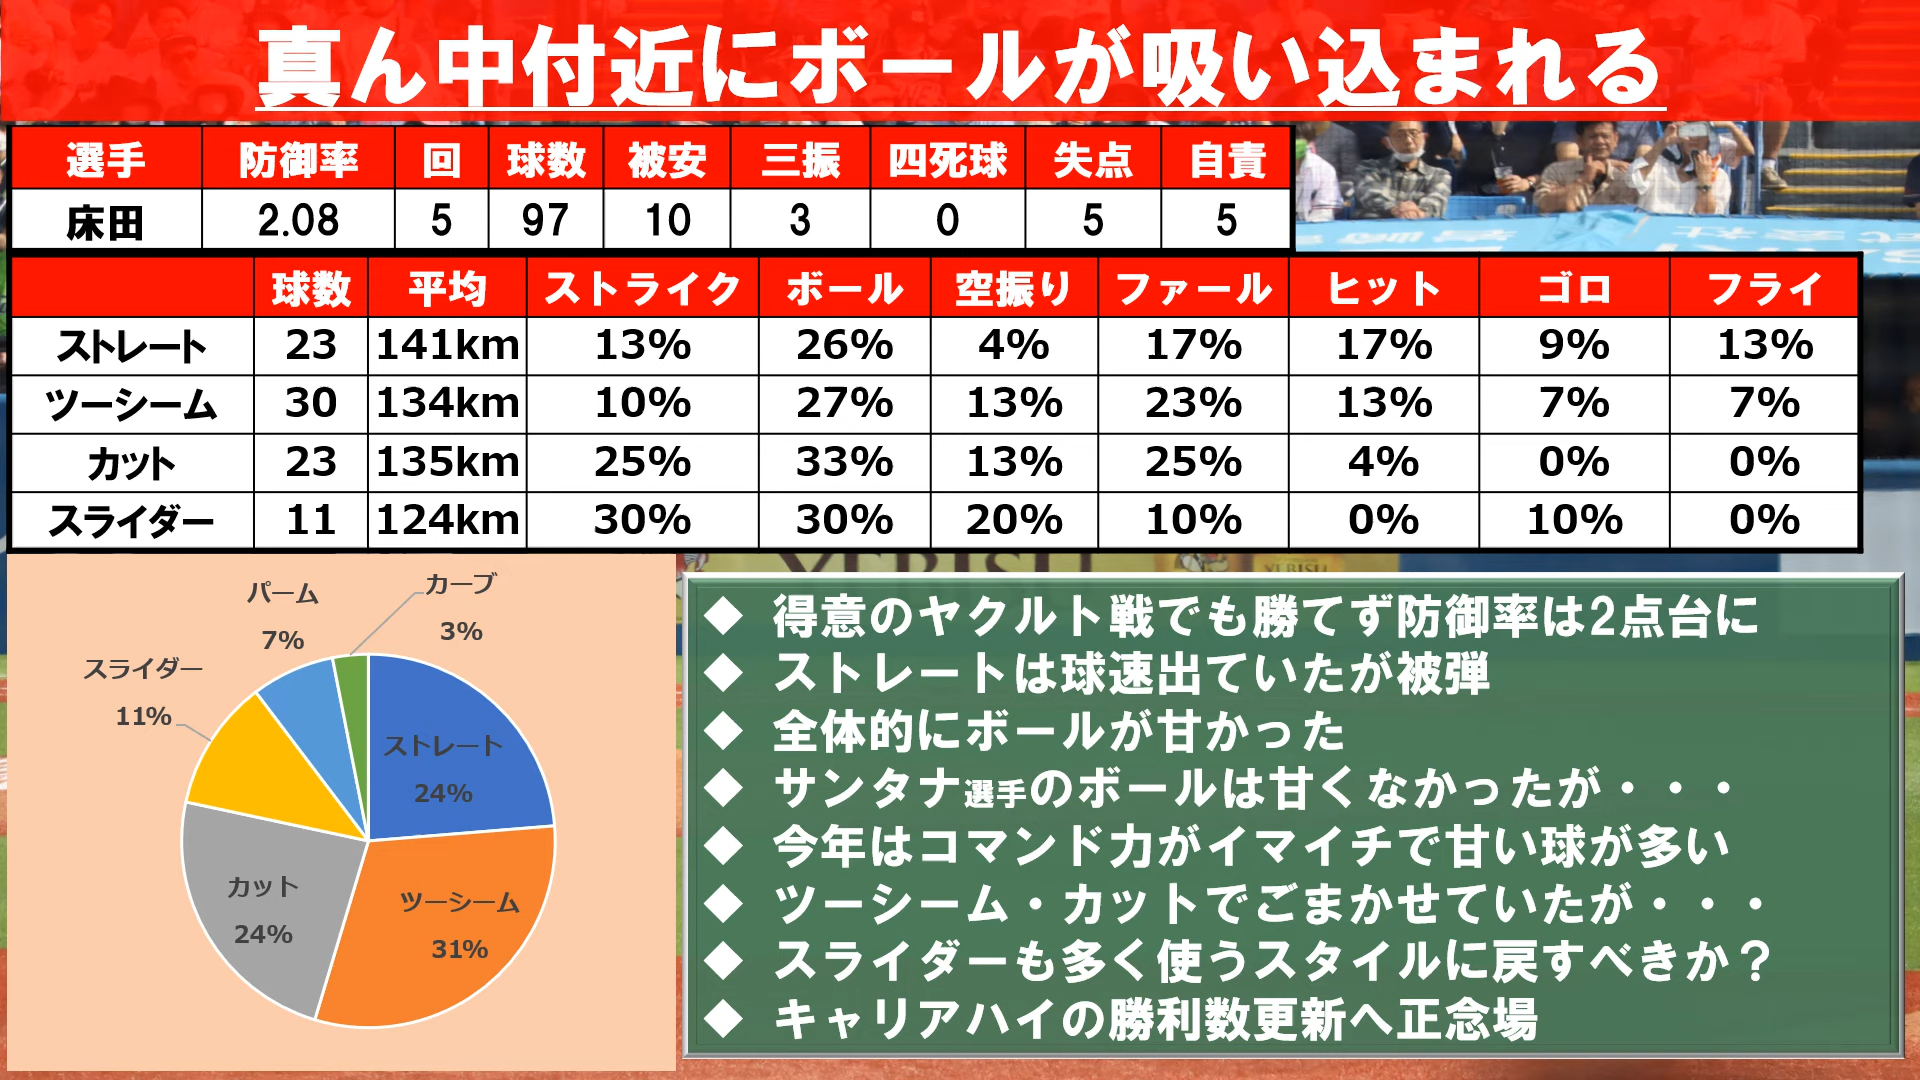 真ん中付近にボールが吸い込まれる
選手 防御率 回 球数 被安 三振 四死球 失点 自責
床田 2.08 5 97 10 3 0 5 5
球数 平均 ストライク ボール 空振り ファール ヒット ゴロ フライ
ストレート 23 141km 13% 26% 4% 17% 17% 9% 13%
ツーシーム 30 134km 10% 27% 13% 23% 13% 7% 7%
カット 23 135km 25% 33% 13% 25% 4% 0% 0%
スライダー 11 124km 30% 30% 20% 10% 0% 10% 0%
YEBISU
YEBISU
カーブ
3%
パーム
7%
スライダー
11%
ストレート
24%
カット
24%
ツーシーム
31%
◆ 得意のヤクルト戦でも勝てず防御率は2点台に
◆ ストレートは球速出ていたが被弾
◆ 全体的にボールが甘かった
◆ サンタナ選手のボールは甘くなかったが・・・
◆ 今年はコマンド力がイマイチで甘い球が多い
◆ ツーシーム・カットでごまかせていたが・・・
◆ スライダーも多く使うスタイルに戻すべきか？
◆ キャリアハイの勝利数更新へ正念場